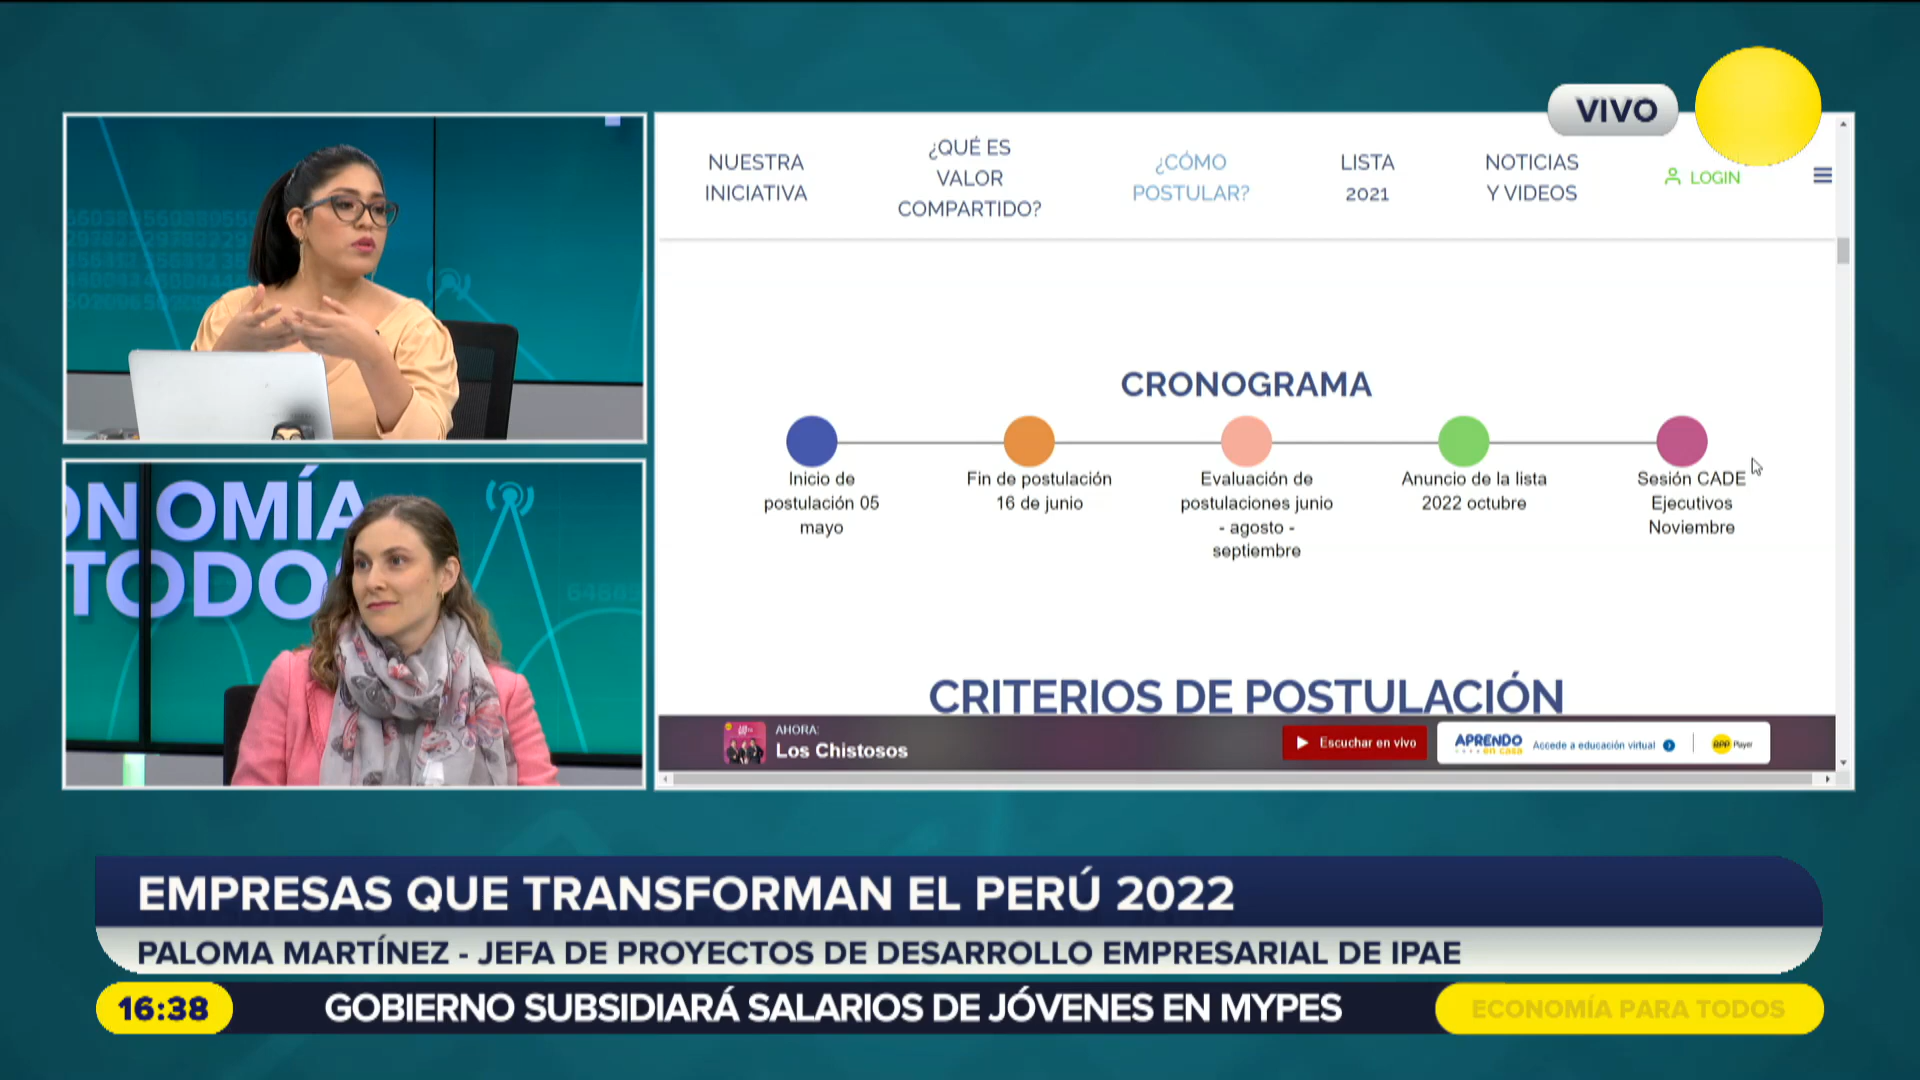 VIVO
NUESTRA
INICIATIVA
¿QUÉ ES
VALOR
COMPARTIDO?
¿CÓMO
POSTULAR?
LISTA
2021
NOTICIAS
Y VIDEOS
LOGIN
CRONOGRAMA
Inicio de
postulación 05
mayo
Fin de postulación
16 de junio
Evaluación de
postulaciones junio
- agosto -
septiembre
Anuncio de la lista
2022 octubre
Sesión CADE
Ejecutivos
Noviembre
CRITERIOS DE POSTULACIÓN
AHORA:
Los Chistosos
Escuchar en vivo
APRENDO
en casa
Accede a educación virtual
RPP Player
ONOMÍA
TODOS
EMPRESAS QUE TRANSFORMAN EL PERÚ 2022
PALOMA MARTÍNEZ - JEFA DE PROYECTOS DE DESARROLLO EMPRESARIAL DE IPAE
16:38
GOBIERNO SUBSIDIARÁ SALARIOS DE JÓVENES EN MYPES
ECONOMÍA PARA TODOS